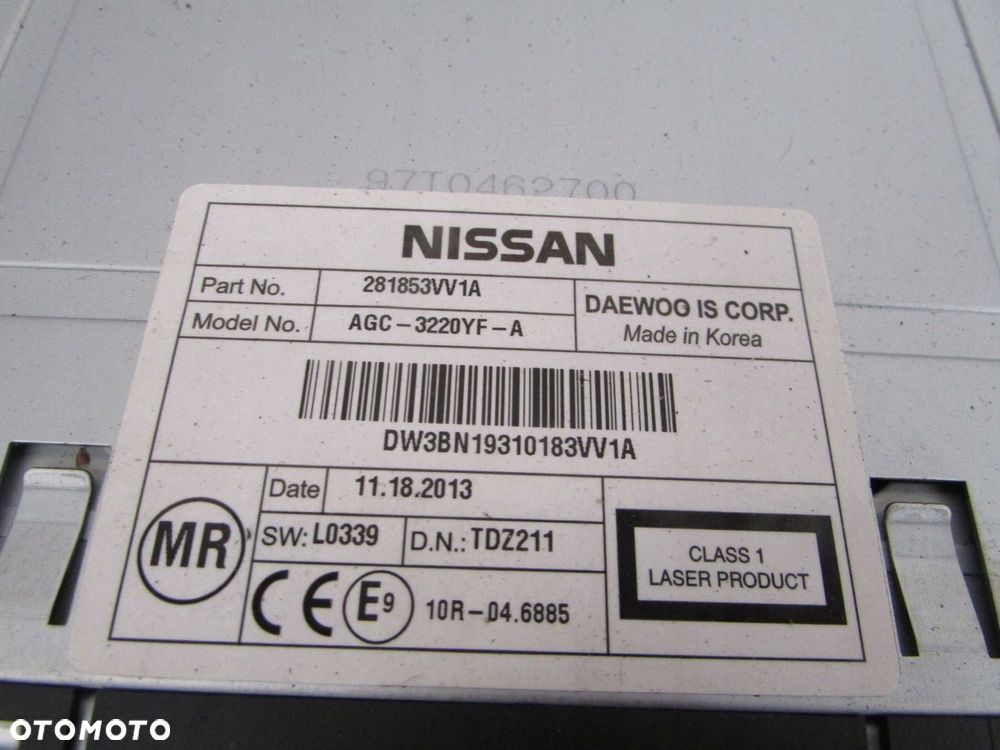 97T0462700
NISSAN
Part No. 281853VV1A
Model No. AGC-3220YF-A
DAEWOO IS CORP.
Made in Korea
DW3BN19310183VV1A
MR
Date 11.18.2013
SW: L0339 D.N.: TDZ211
CE E9 10R-04.6885
CLASS 1
LASER PRODUCT
OTOMOTO